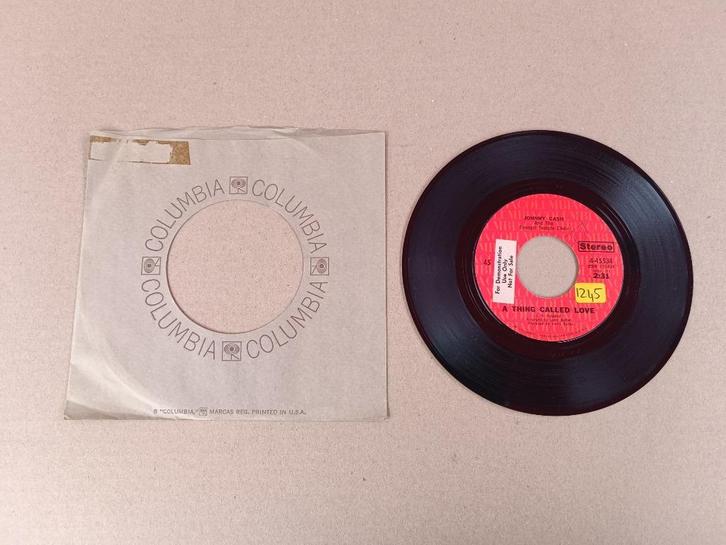 COLUMBIA COLUMBIA
COLUMBIA COLUMBIA
® "COLUMBIA," MARCAS REG. PRINTED IN U.S.A.
JOHNNY CASH
And The
Evangel Temple Choir
Stereo
45
4-45534
2:31
For Demonstration
Use Only
Not For Sale
1245
A THING CALLED LOVE